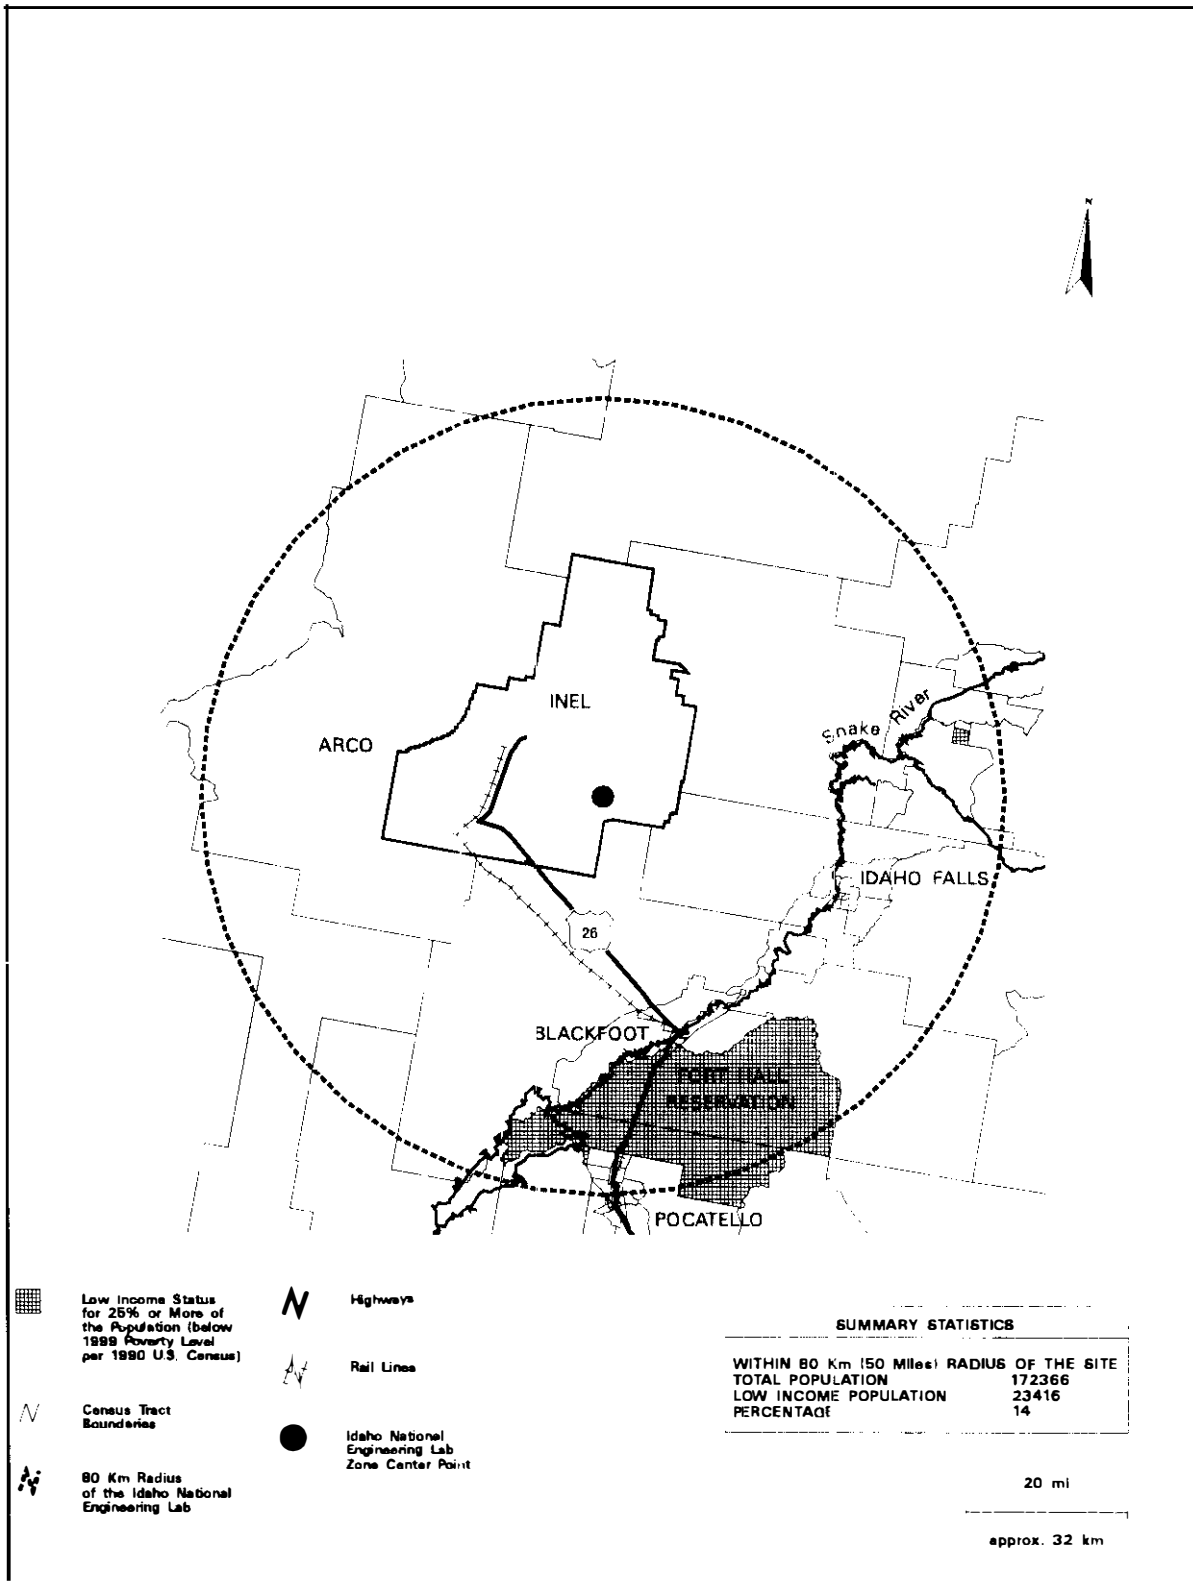 N
Snake River
INEL
ARCO
IDAHO FALLS
26
BLACKFOOT
FORT HALL
RESERVATION
POCATELLO
Low Income Status
for 25% or More of
the Population (below
1999 Poverty Level
per 1990 U.S. Census)
Census Tract
Boundaries
80 Km Radius
of the Idaho National
Engineering Lab
Highways
Rail Lines
Idaho National
Engineering Lab
Zone Center Point
SUMMARY STATISTICS
WITHIN 80 Km (50 Miles) RADIUS OF THE SITE
TOTAL POPULATION 172366
LOW INCOME POPULATION 23416
PERCENTAGE 14
20 mi
approx. 32 km